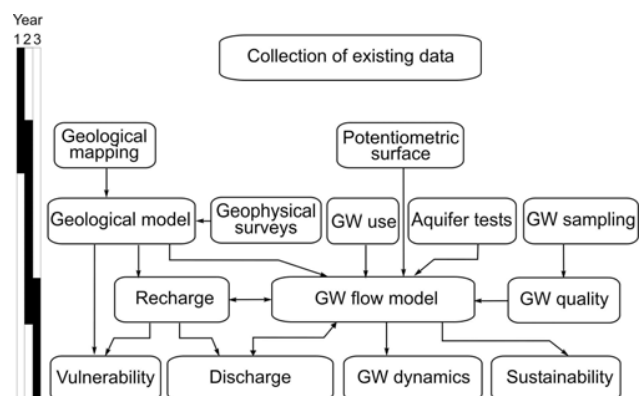 Year
1 2 3
Collection of existing data
Geological
mapping
Potentiometric
surface
Geological model
Geophysical
surveys
GW use
Aquifer tests
GW sampling
Recharge
GW flow model
GW quality
Vulnerability
Discharge
GW dynamics
Sustainability